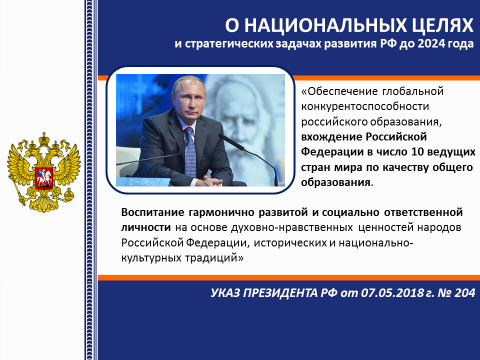 О НАЦИОНАЛЬНЫХ ЦЕЛЯХ
и стратегических задачах развития РФ до 2024 года
«Обеспечение глобальной
конкурентоспособности
российского образования,
вхождение Российской
Федерации в число 10 ведущих
стран мира по качеству общего
образования.
Воспитание гармонично развитой и социально ответственной
личности на основе духовно-нравственных ценностей народов
Российской Федерации, исторических и национально-
культурных традиций»
УКАЗ ПРЕЗИДЕНТА РФ от 07.05.2018 г. № 204